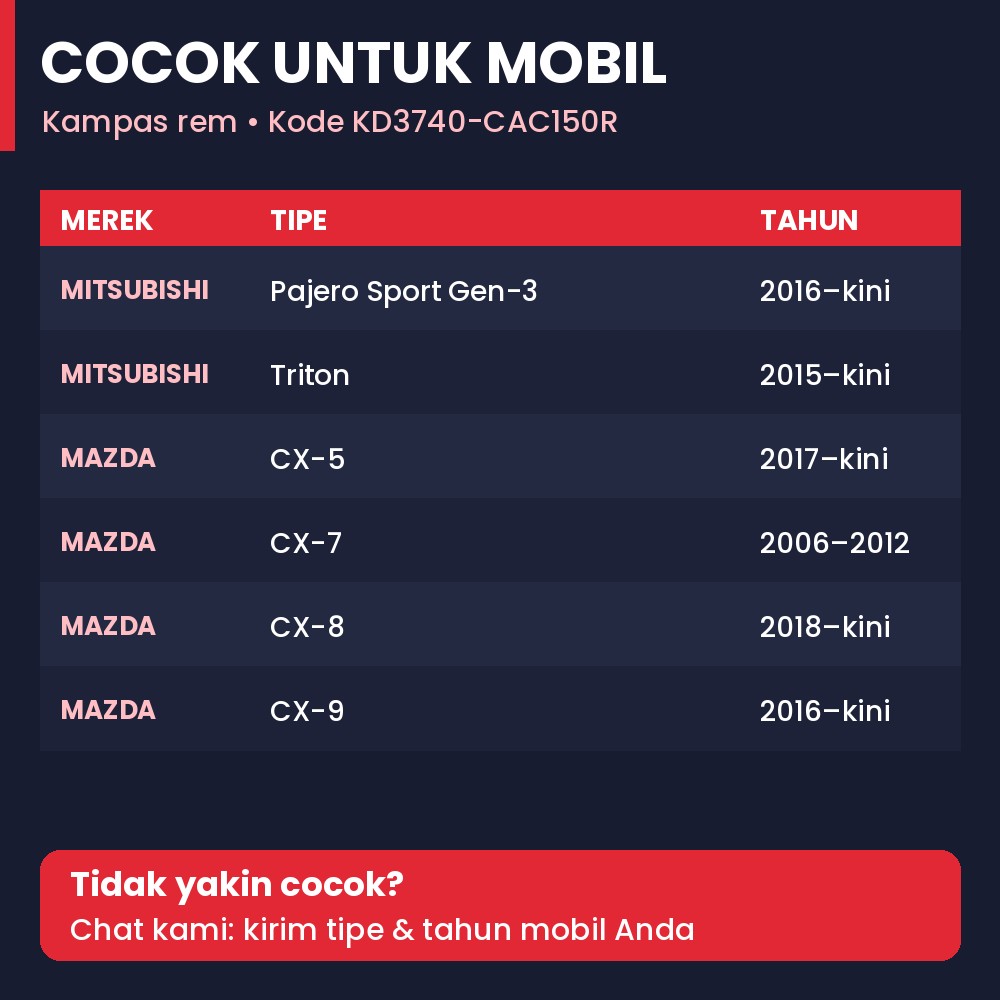 COCOK UNTUK MOBIL
Kampas rem • Kode KD3740-CAC150R
MEREK TIPE TAHUN
MITSUBISHI Pajero Sport Gen-3 2016–kini
MITSUBISHI Triton 2015–kini
MAZDA CX-5 2017–kini
MAZDA CX-7 2006–2012
MAZDA CX-8 2018–kini
MAZDA CX-9 2016–kini
Tidak yakin cocok?
Chat kami: kirim tipe & tahun mobil Anda